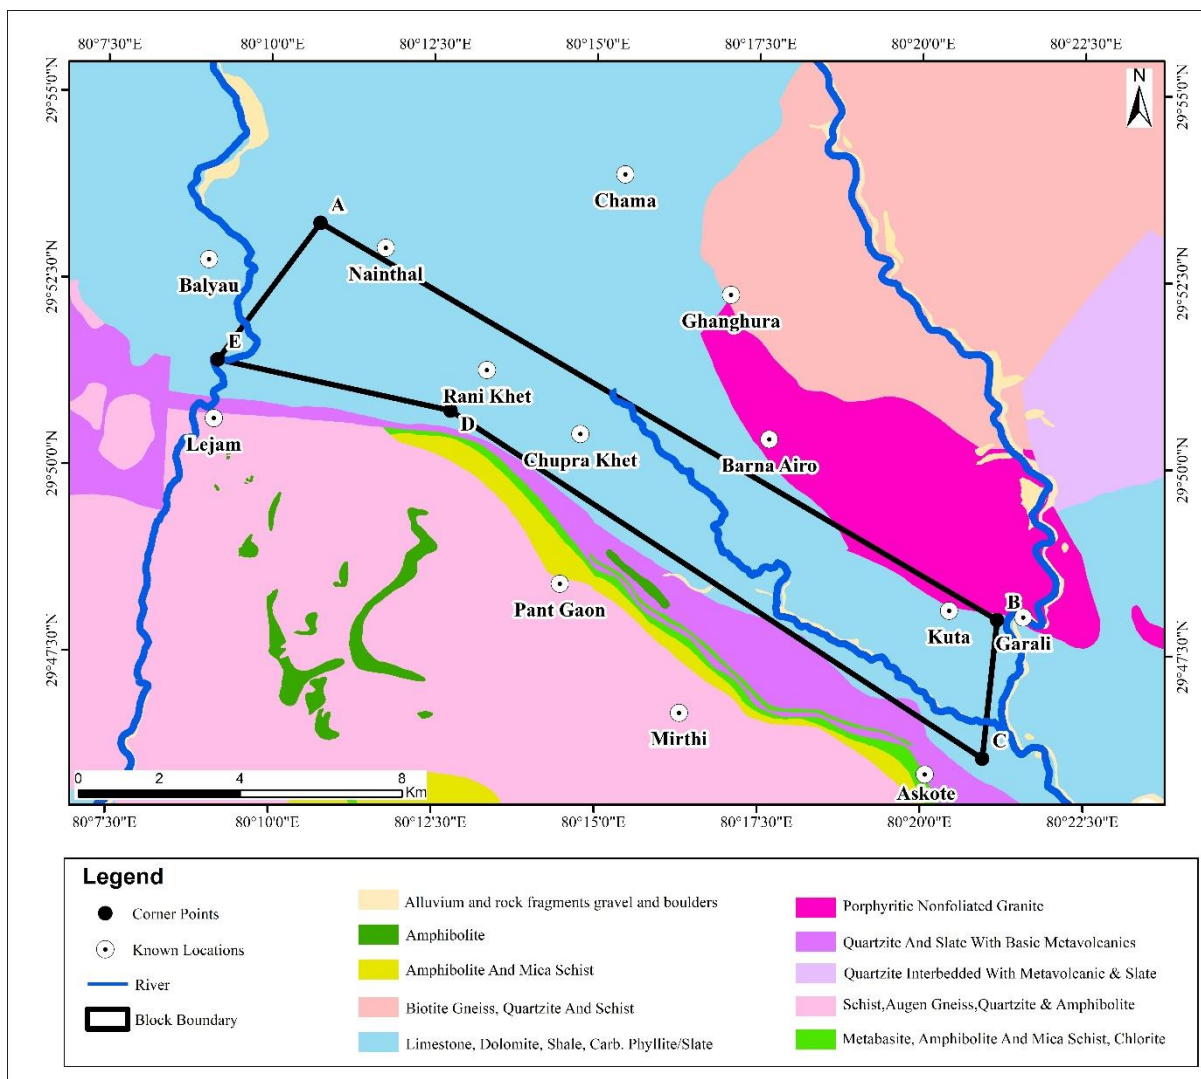 80°7'30"E 80°10'0"E 80°12'30"E 80°15'0"E 80°17'30"E 80°20'0"E 80°22'30"E
29°55'0"N
29°55'0"N
N
Chama
A
Nainthal
Balyau
29°52'30"N
29°52'30"N
Ghanghura
E
Rani Khet
D
Lejam
Chupra Khet
Barna Airo
29°50'0"N
29°50'0"N
Pant Gaon
B
Kuta
Garali
29°47'30"N
29°47'30"N
Mirthi
C
Askote
0 2 4 8
Km
80°7'30"E 80°10'0"E 80°12'30"E 80°15'0"E 80°17'30"E 80°20'0"E 80°22'30"E
Legend
Corner Points
Known Locations
River
Block Boundary
Alluvium and rock fragments gravel and boulders
Amphibolite
Amphibolite And Mica Schist
Biotite Gneiss, Quartzite And Schist
Limestone, Dolomite, Shale, Carb. Phyllite/Slate
Porphyritic Nonfoliated Granite
Quartzite And Slate With Basic Metavolcanics
Quartzite Interbedded With Metavolcanic & Slate
Schist,Augen Gneiss,Quartzite & Amphibolite
Metabasite, Amphibolite And Mica Schist, Chlorite